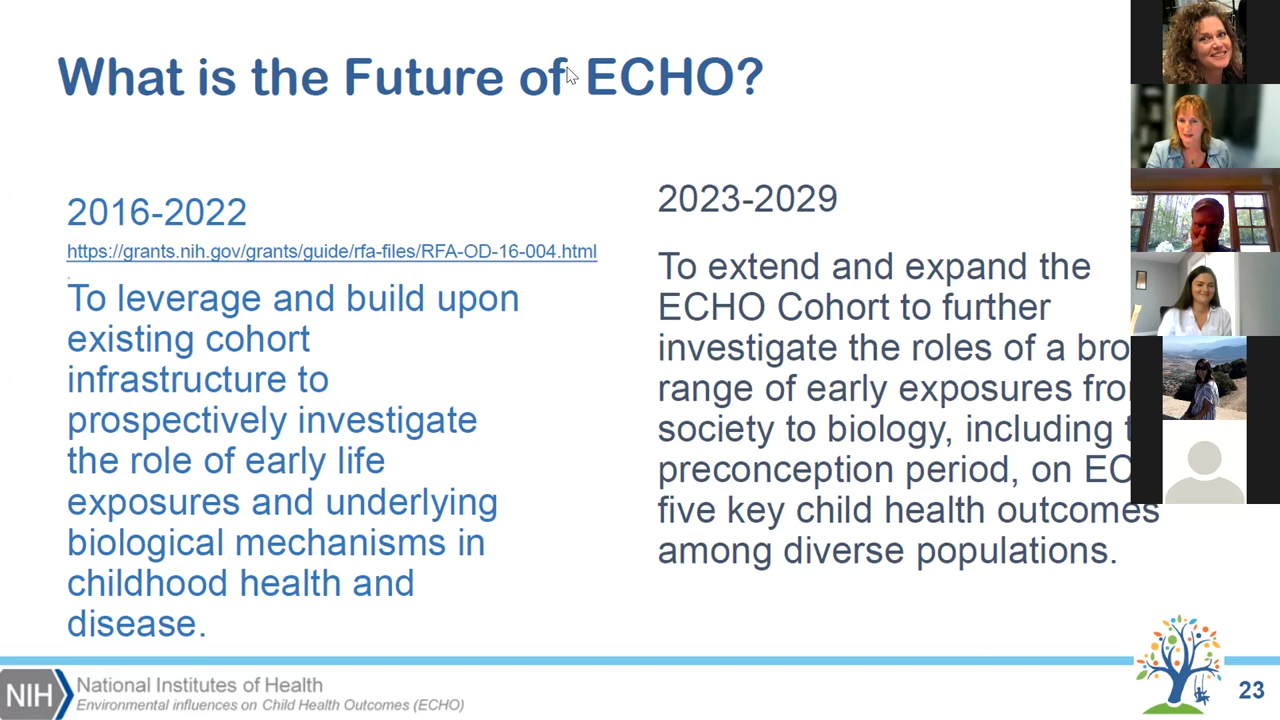 What is the Future of ECHO?
2016-2022
https://grants.nih.gov/grants/guide/rfa-files/RFA-OD-16-004.html
.
To leverage and build upon
existing cohort
infrastructure to
prospectively investigate
the role of early life
exposures and underlying
biological mechanisms in
childhood health and
disease.
2023-2029
To extend and expand the
ECHO Cohort to further
investigate the roles of a
range of early exposures
society to biology, including
preconception period, on
five key child health outcomes
among diverse populations.
NIH
National Institutes of Health
Environmental influences on Child Health Outcomes (ECHO)
23